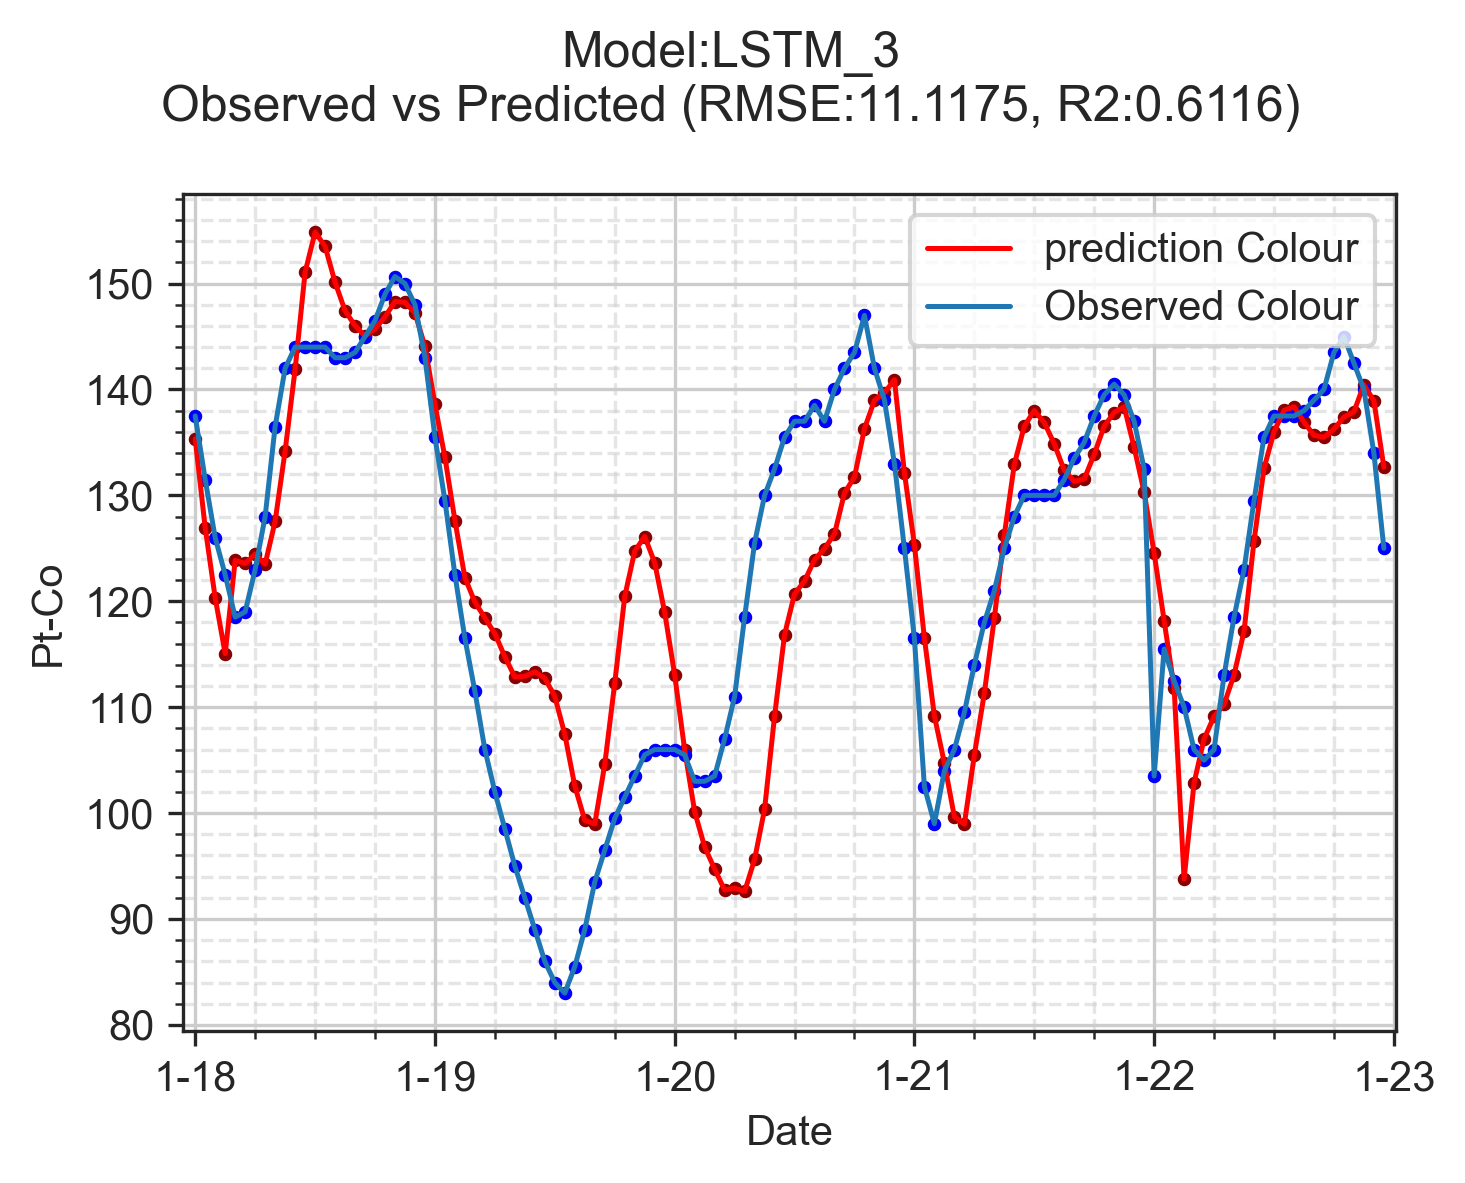 Model:LSTM_3
Observed vs Predicted (RMSE:11.1175, R2:0.6116)
prediction Colour
Observed Colour
150
140
130
120
110
100
90
80
Pt-Co
1-18 1-19 1-20 1-21 1-22 1-23
Date